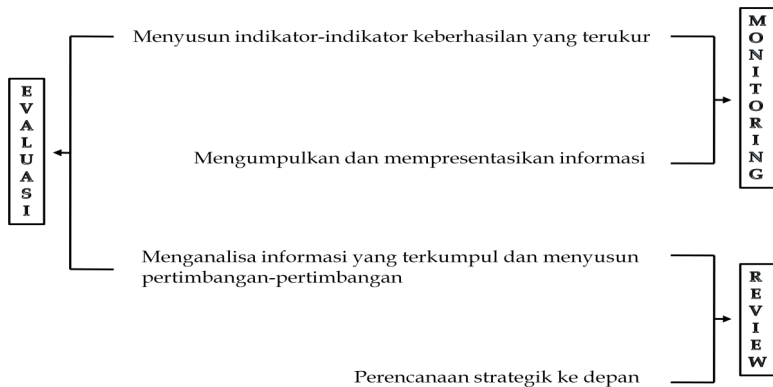 Menyusun indikator-indikator keberhasilan yang terukur
MONITORING
EVALUASI
Mengumpulkan dan mempresentasikan informasi
Menganalisa informasi yang terkumpul dan menyusun
pertimbangan-pertimbangan
REVIEW
Perencanaan strategik ke depan